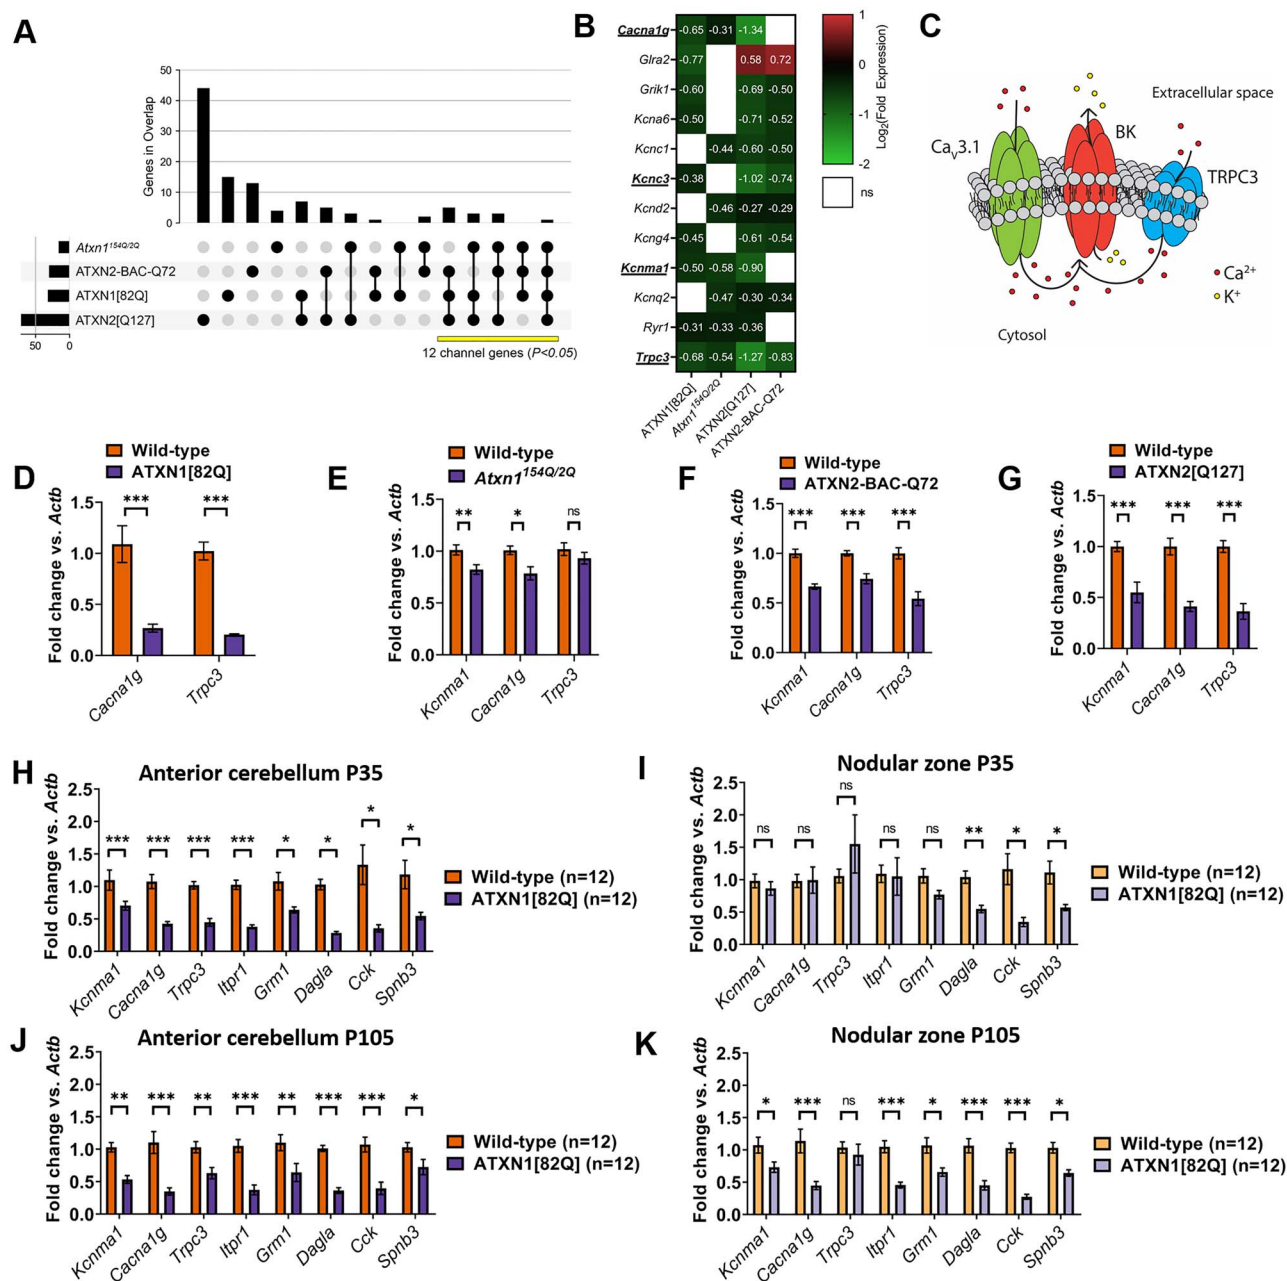 A
50
40
30
20
10
0
Genes in Overlap
Atxn1154Q/2Q
ATXN2-BAC-Q72
ATXN1[82Q]
ATXN2[Q127]
50 0
12 channel genes (P<0.05)
B
Cacna1g -0.65 -0.31 -1.34
Glra2 -0.77 0.58 0.72
Grik1 -0.60 -0.69 -0.50
Kcna6 -0.50 -0.71 -0.52
Kcnc1 -0.44 -0.60 -0.50
Kcnc3 -0.38 -1.02 -0.74
Kcnd2 -0.46 -0.27 -0.29
Kcng4 -0.45 -0.61 -0.54
Kcnma1 -0.50 -0.58 -0.90
Kcnq2 -0.47 -0.30 -0.34
Ryr1 -0.31 -0.33 -0.36
Trpc3 -0.68 -0.54 -1.27 -0.83
ATXN1[82Q]
Atxn1154Q/2Q
ATXN2[Q127]
ATXN2-BAC-Q72
1
0
-1
-2
Log2(Fold Expression)
ns
C
Extracellular space
CaV3.1
BK
TRPC3
Ca2+
K+
Cytosol
D
Wild-type
ATXN1[82Q]
Fold change vs. Actb
1.5
1.0
0.5
0.0
*** ***
Cacna1g
Trpc3
E
Wild-type
Atxn1154Q/2Q
Fold change vs. Actb
1.5
1.0
0.5
0.0
** * ns
Kcnma1
Cacna1g
Trpc3
F
Wild-type
ATXN2-BAC-Q72
Fold change vs. Actb
1.5
1.0
0.5
0.0
*** *** ***
Kcnma1
Cacna1g
Trpc3
G
Wild-type
ATXN2[Q127]
Fold change vs. Actb
1.5
1.0
0.5
0.0
*** *** ***
Kcnma1
Cacna1g
Trpc3
H
Anterior cerebellum P35
Fold change vs. Actb
2.5
2.0
1.5
1.0
0.5
0.0
*** *** *** *** * * * *
Kcnma1
Cacna1g
Trpc3
Itpr1
Grm1
Dagla
Cck
Spnb3
Wild-type (n=12)
ATXN1[82Q] (n=12)
I
Nodular zone P35
Fold change vs. Actb
2.5
2.0
1.5
1.0
0.5
0.0
ns ns ns ns ns ** * *
Kcnma1
Cacna1g
Trpc3
Itpr1
Grm1
Dagla
Cck
Spnb3
Wild-type (n=12)
ATXN1[82Q] (n=12)
J
Anterior cerebellum P105
Fold change vs. Actb
2.5
2.0
1.5
1.0
0.5
0.0
** *** ** *** ** *** *** *
Kcnma1
Cacna1g
Trpc3
Itpr1
Grm1
Dagla
Cck
Spnb3
Wild-type (n=12)
ATXN1[82Q] (n=12)
K
Nodular zone P105
Fold change vs. Actb
2.5
2.0
1.5
1.0
0.5
0.0
* *** ns *** * *** *** *
Kcnma1
Cacna1g
Trpc3
Itpr1
Grm1
Dagla
Cck
Spnb3
Wild-type (n=12)
ATXN1[82Q] (n=12)